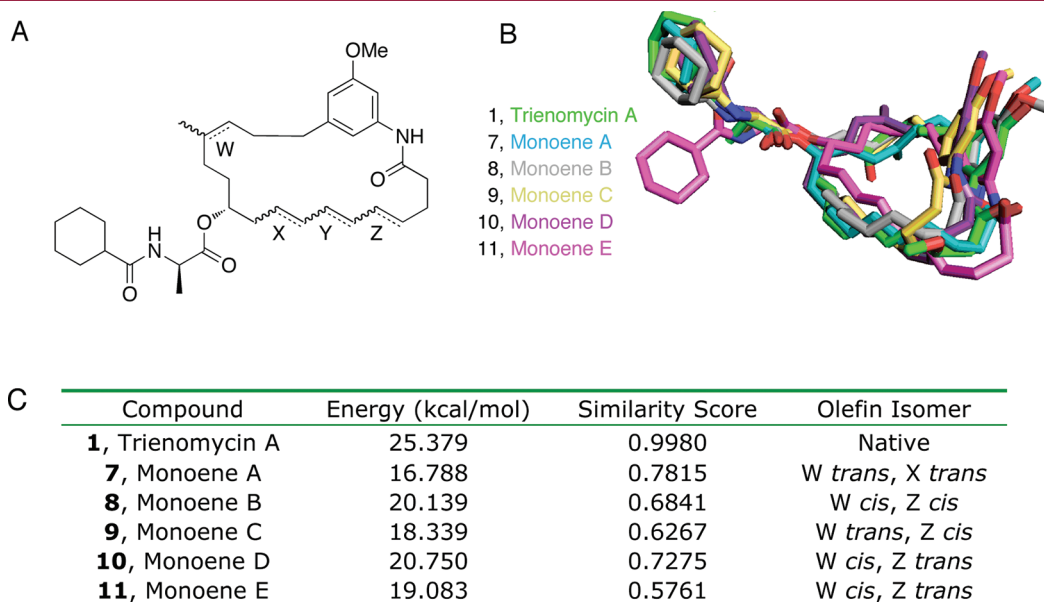 A
OMe
W
NH
O
O
X
Y
Z
H
N
O
O
B
1, Trienomycin A
7, Monoene A
8, Monoene B
9, Monoene C
10, Monoene D
11, Monoene E
C
Compound Energy (kcal/mol) Similarity Score Olefin Isomer
1, Trienomycin A 25.379 0.9980 Native
7, Monoene A 16.788 0.7815 W trans, X trans
8, Monoene B 20.139 0.6841 W cis, Z cis
9, Monoene C 18.339 0.6267 W trans, Z cis
10, Monoene D 20.750 0.7275 W cis, Z trans
11, Monoene E 19.083 0.5761 W cis, Z trans